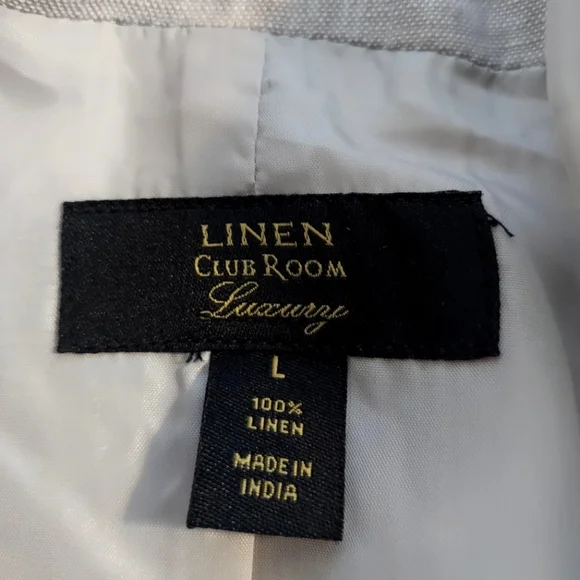 LINEN
CLUB ROOM
Luxury
L
100%
LINEN
MADE IN
INDIA